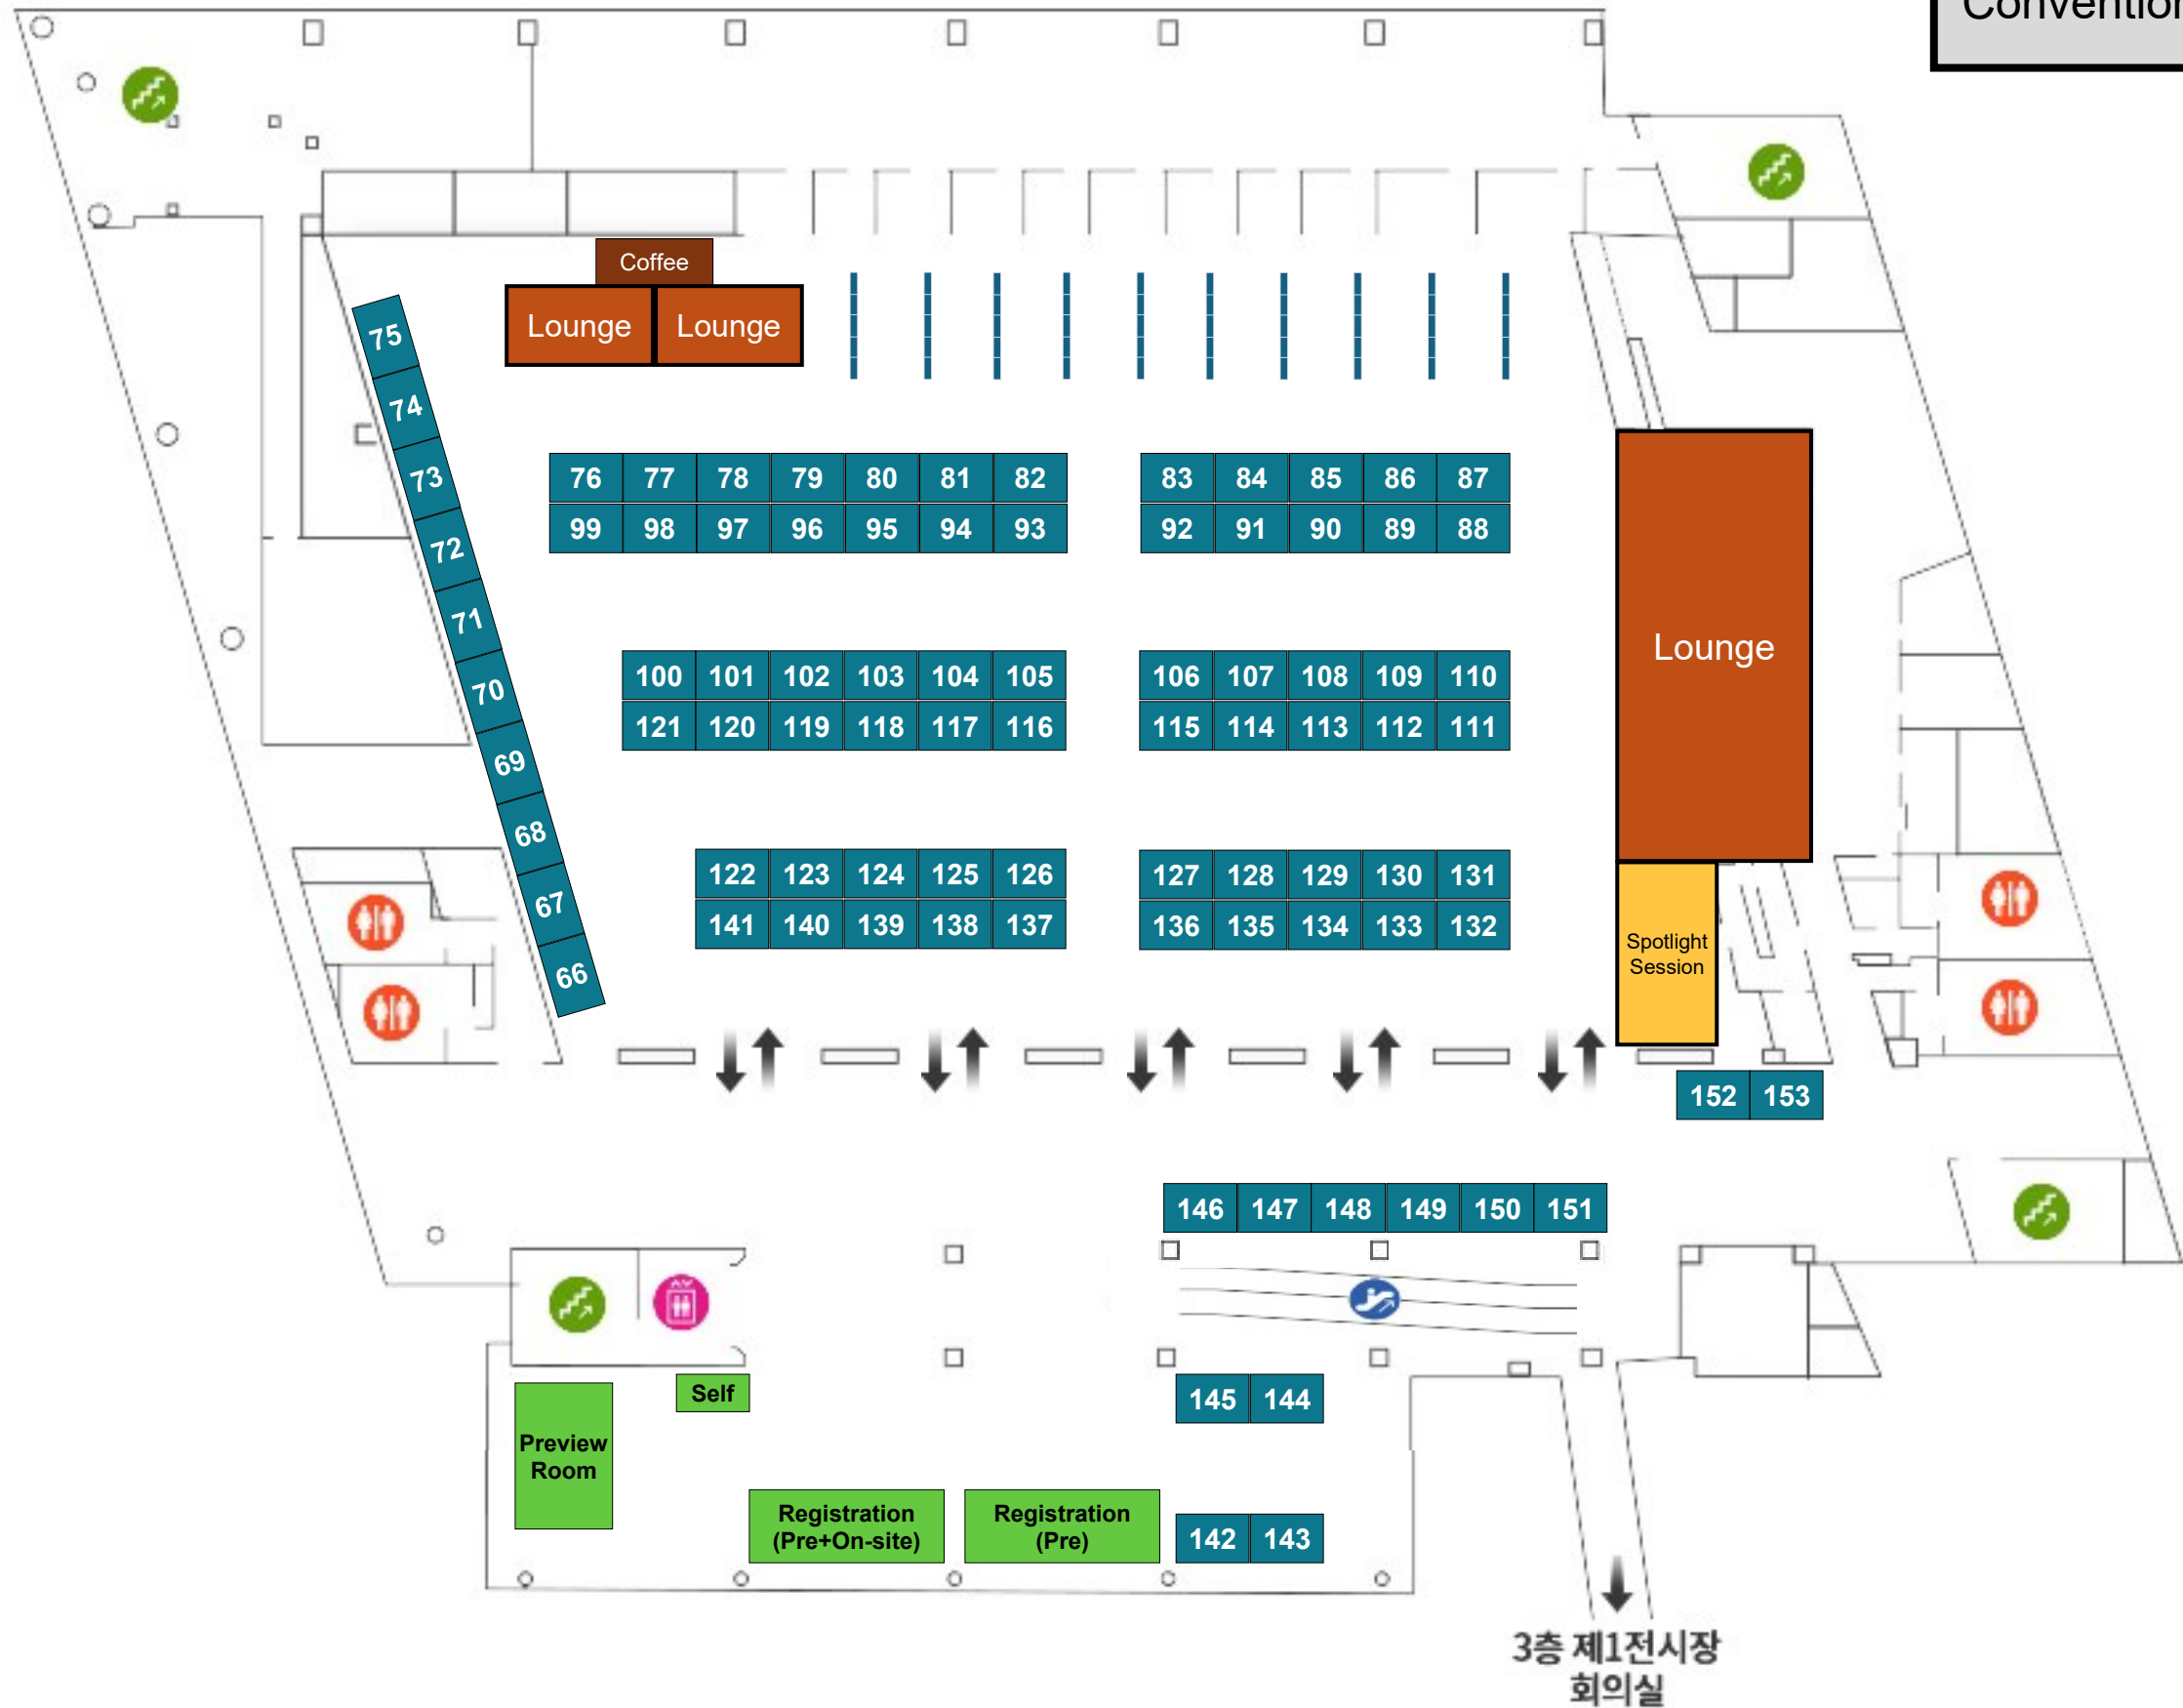 Convention
Coffee
Lounge Lounge
75
74
73
72
71
70
69
68
67
66
76 77 78 79 80 81 82 83 84 85 86 87
99 98 97 96 95 94 93 92 91 90 89 88
100 101 102 103 104 105 106 107 108 109 110
121 120 119 118 117 116 115 114 113 112 111
Lounge
122 123 124 125 126 127 128 129 130 131
141 140 139 138 137 136 135 134 133 132
Spotlight
Session
152 153
146 147 148 149 150 151
Self
145 144
Preview
Room
Registration
(Pre+On-site)
Registration
(Pre)
142 143
3층 제1전시장
회의실